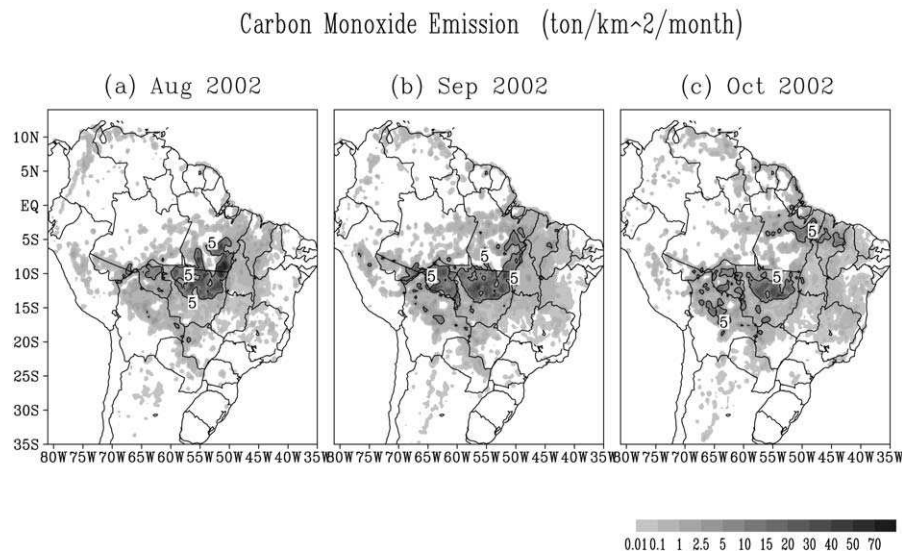 Carbon Monoxide Emission (ton/km^2/month)
(a) Aug 2002
(b) Sep 2002
(c) Oct 2002
10N
5N
EQ
5S
10S
15S
20S
25S
30S
35S
5
5
5
5
5
5
5
5
80W 75W 70W 65W 60W 55W 50W 45W 40W 35W
80W 75W 70W 65W 60W 55W 50W 45W 40W 35W
80W 75W 70W 65W 60W 55W 50W 45W 40W 35W
0.01 0.1 1 2.5 5 10 15 20 30 40 50 70